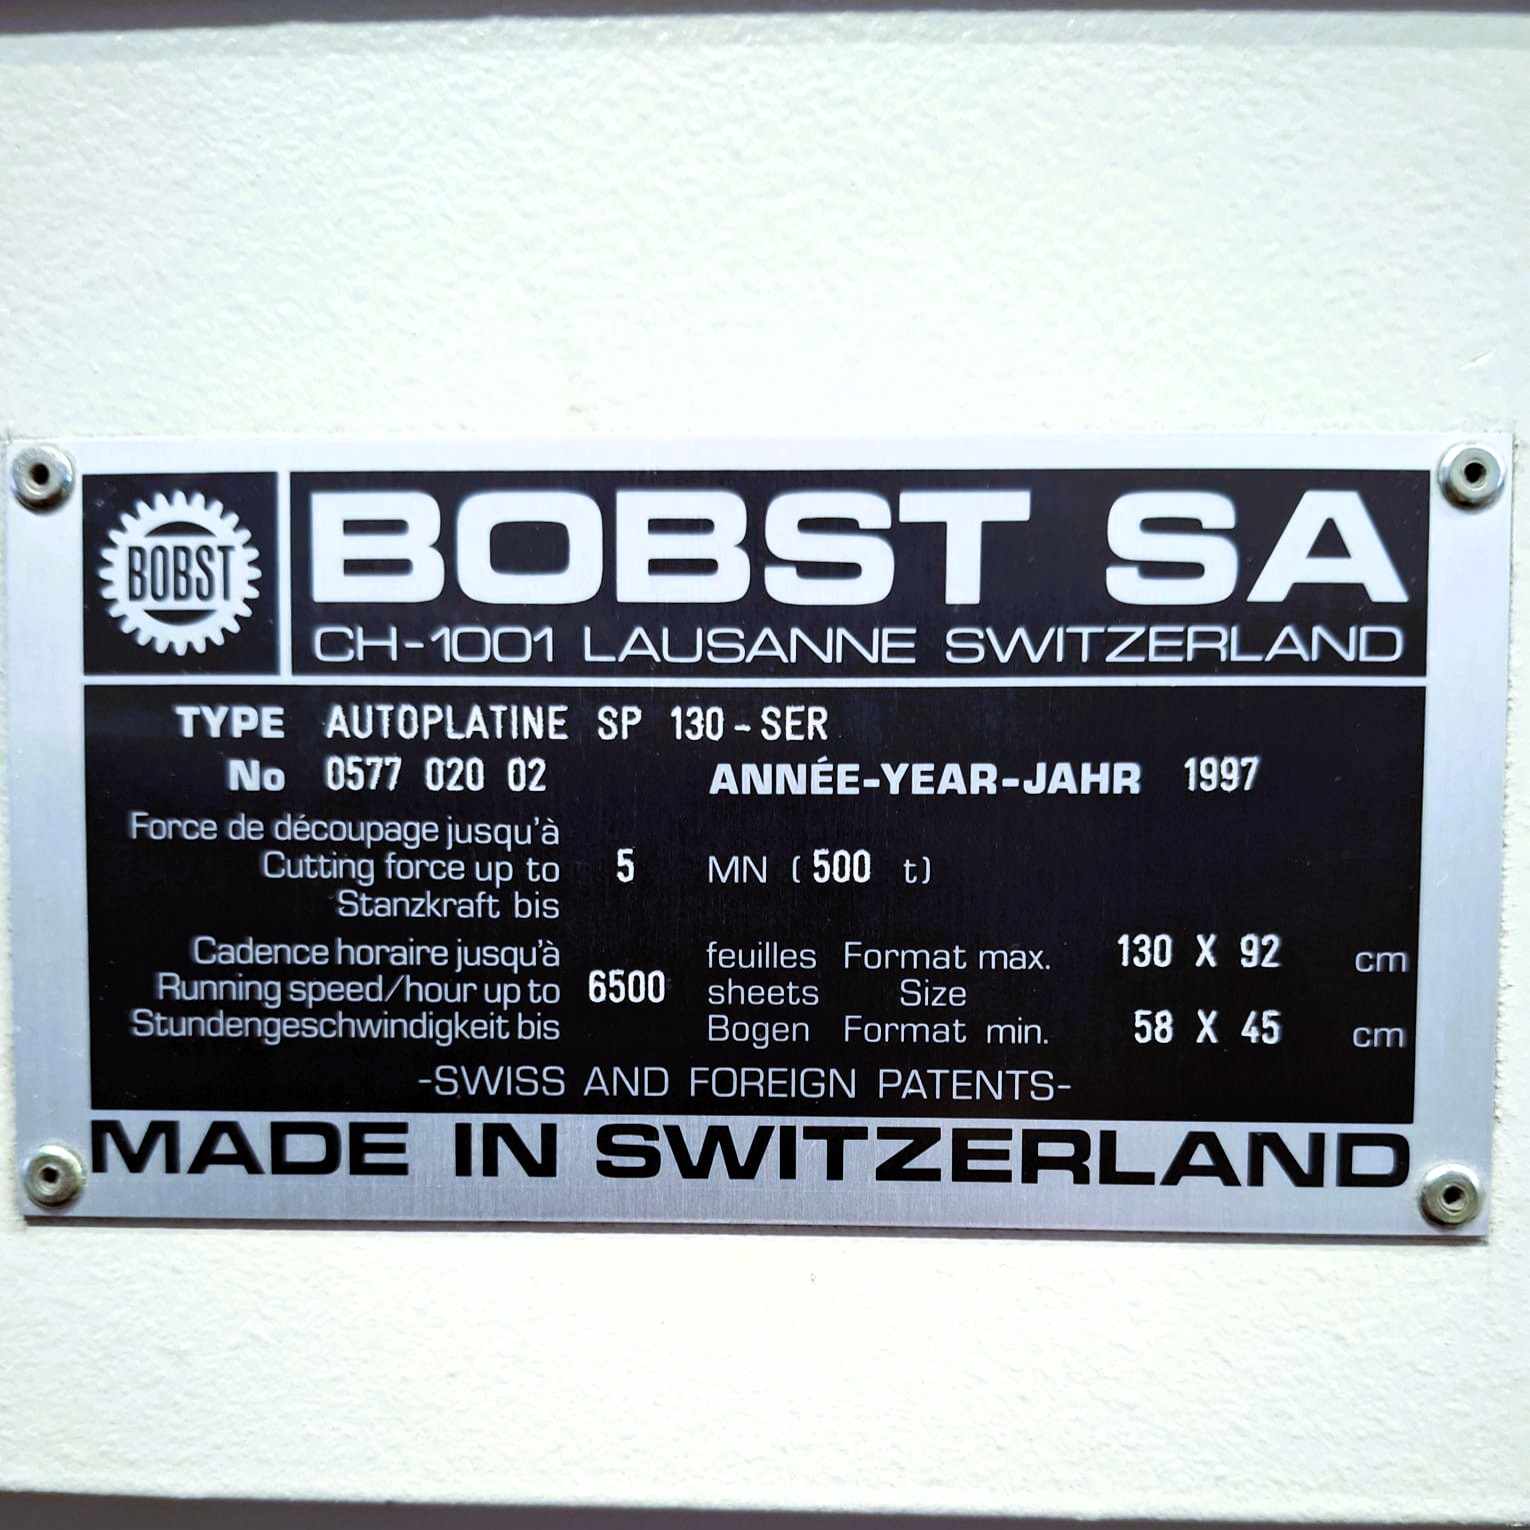 BOBST
BOBST SA
CH-1001 LAUSANNE SWITZERLAND
TYPE AUTOPLATINE SP 130-SER
No 0577 020 02 ANNÉE-YEAR-JAHR 1997
Force de découpage jusqu'à
Cutting force up to 5 MN (500 t)
Stanzkraft bis
Cadence horaire jusqu'à feuilles Format max. 130 X 92 cm
Running speed/hour up to 6500 sheets Size
Stundengeschwindigkeit bis Bogen Format min. 58 X 45 cm
-SWISS AND FOREIGN PATENTS-
MADE IN SWITZERLAND